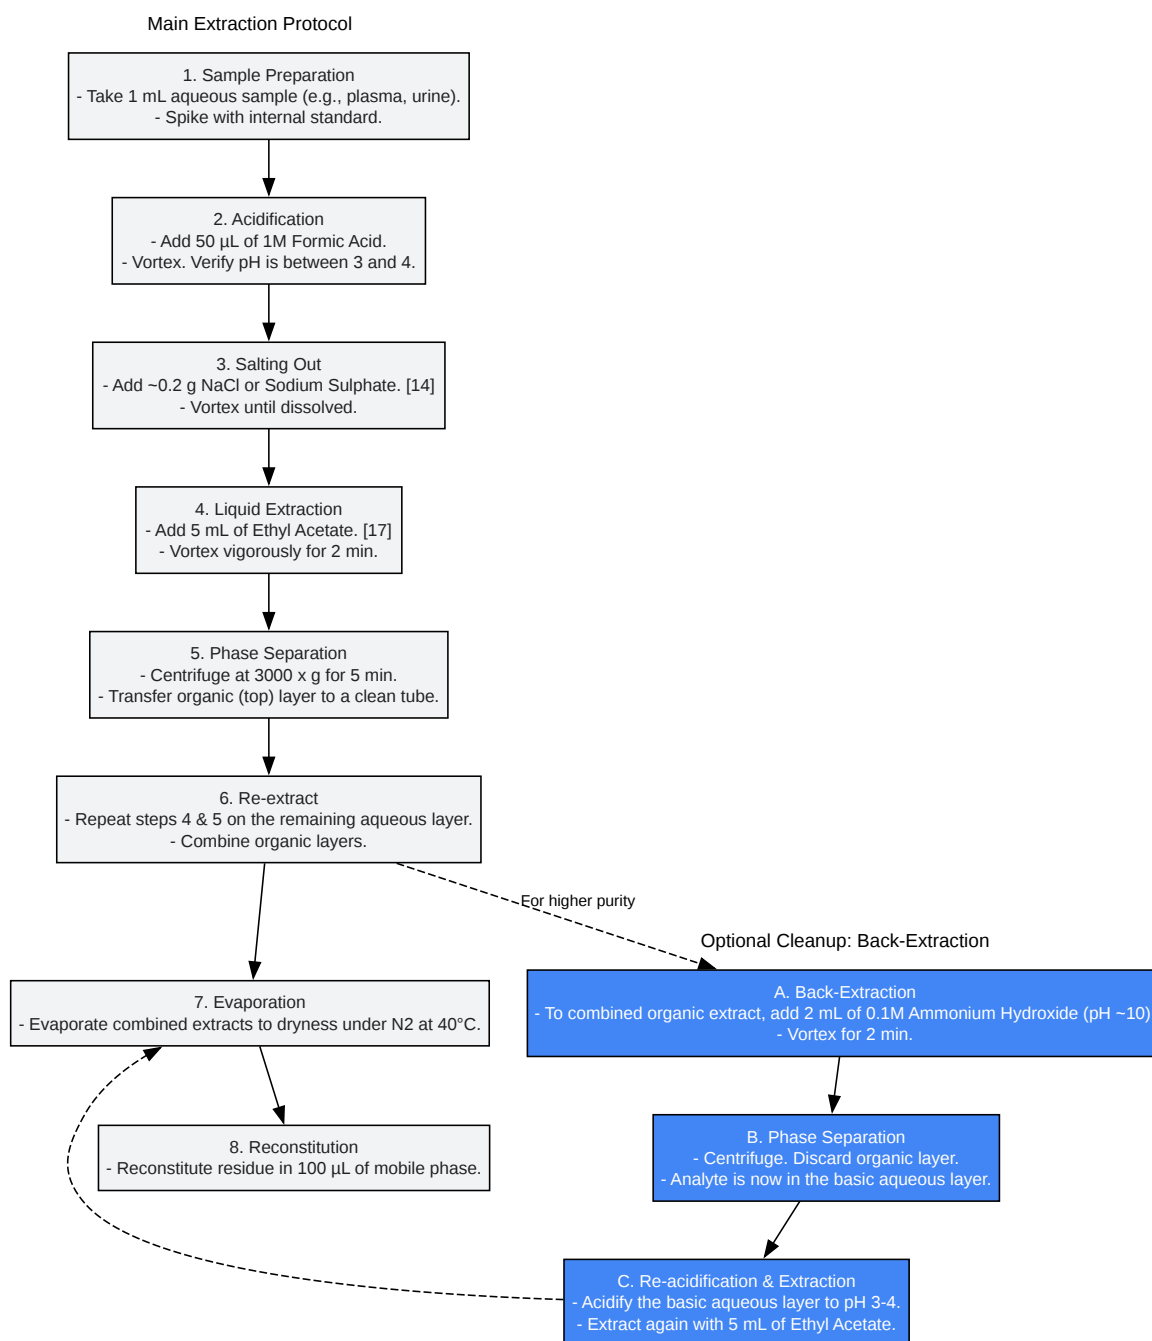 Main Extraction Protocol
1. Sample Preparation
- Take 1 mL aqueous sample (e.g., plasma, urine).
- Spike with internal standard.
2. Acidification
- Add 50 µL of 1M Formic Acid.
- Vortex. Verify pH is between 3 and 4.
3. Salting Out
- Add ~0.2 g NaCl or Sodium Sulphate. [14]
- Vortex until dissolved.
4. Liquid Extraction
- Add 5 mL of Ethyl Acetate. [17]
- Vortex vigorously for 2 min.
5. Phase Separation
- Centrifuge at 3000 x g for 5 min.
- Transfer organic (top) layer to a clean tube.
6. Re-extract
- Repeat steps 4 & 5 on the remaining aqueous layer.
- Combine organic layers.
For higher purity
7. Evaporation
- Evaporate combined extracts to dryness under N2 at 40°C.
8. Reconstitution
- Reconstitute residue in 100 µL of mobile phase.
Optional Cleanup: Back-Extraction
A. Back-Extraction
- To combined organic extract, add 2 mL of 0.1M Ammonium Hydroxide (pH ~10)
- Vortex for 2 min.
B. Phase Separation
- Centrifuge. Discard organic layer.
- Analyte is now in the basic aqueous layer.
C. Re-acidification & Extraction
- Acidify the basic aqueous layer to pH 3-4.
- Extract again with 5 mL of Ethyl Acetate.